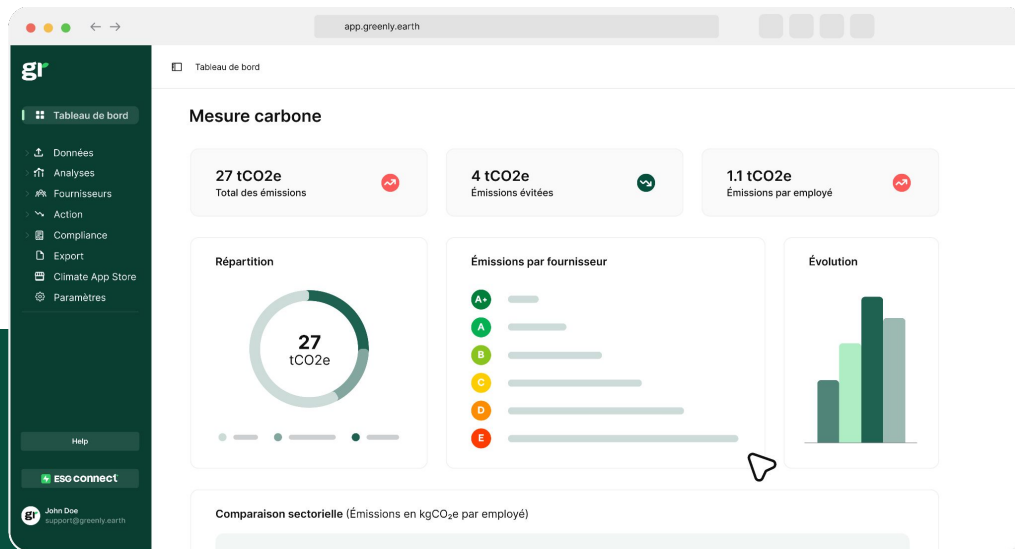 app.greenly.earth
gr
Tableau de bord
Tableau de bord
Données
Analyses
Fournisseurs
Action
Compliance
Export
Climate App Store
Paramètres
Help
ESG connect
gr
John Doe
support@greenly.earth
Mesure carbone
27 tCO2e
Total des émissions
4 tCO2e
Émissions évitées
1.1 tCO2e
Émissions par employé
Répartition
27
tCO2e
Émissions par fournisseur
A+
A
B
C
D
E
Évolution
Comparaison sectorielle (Émissions en kgCO₂e par employé)